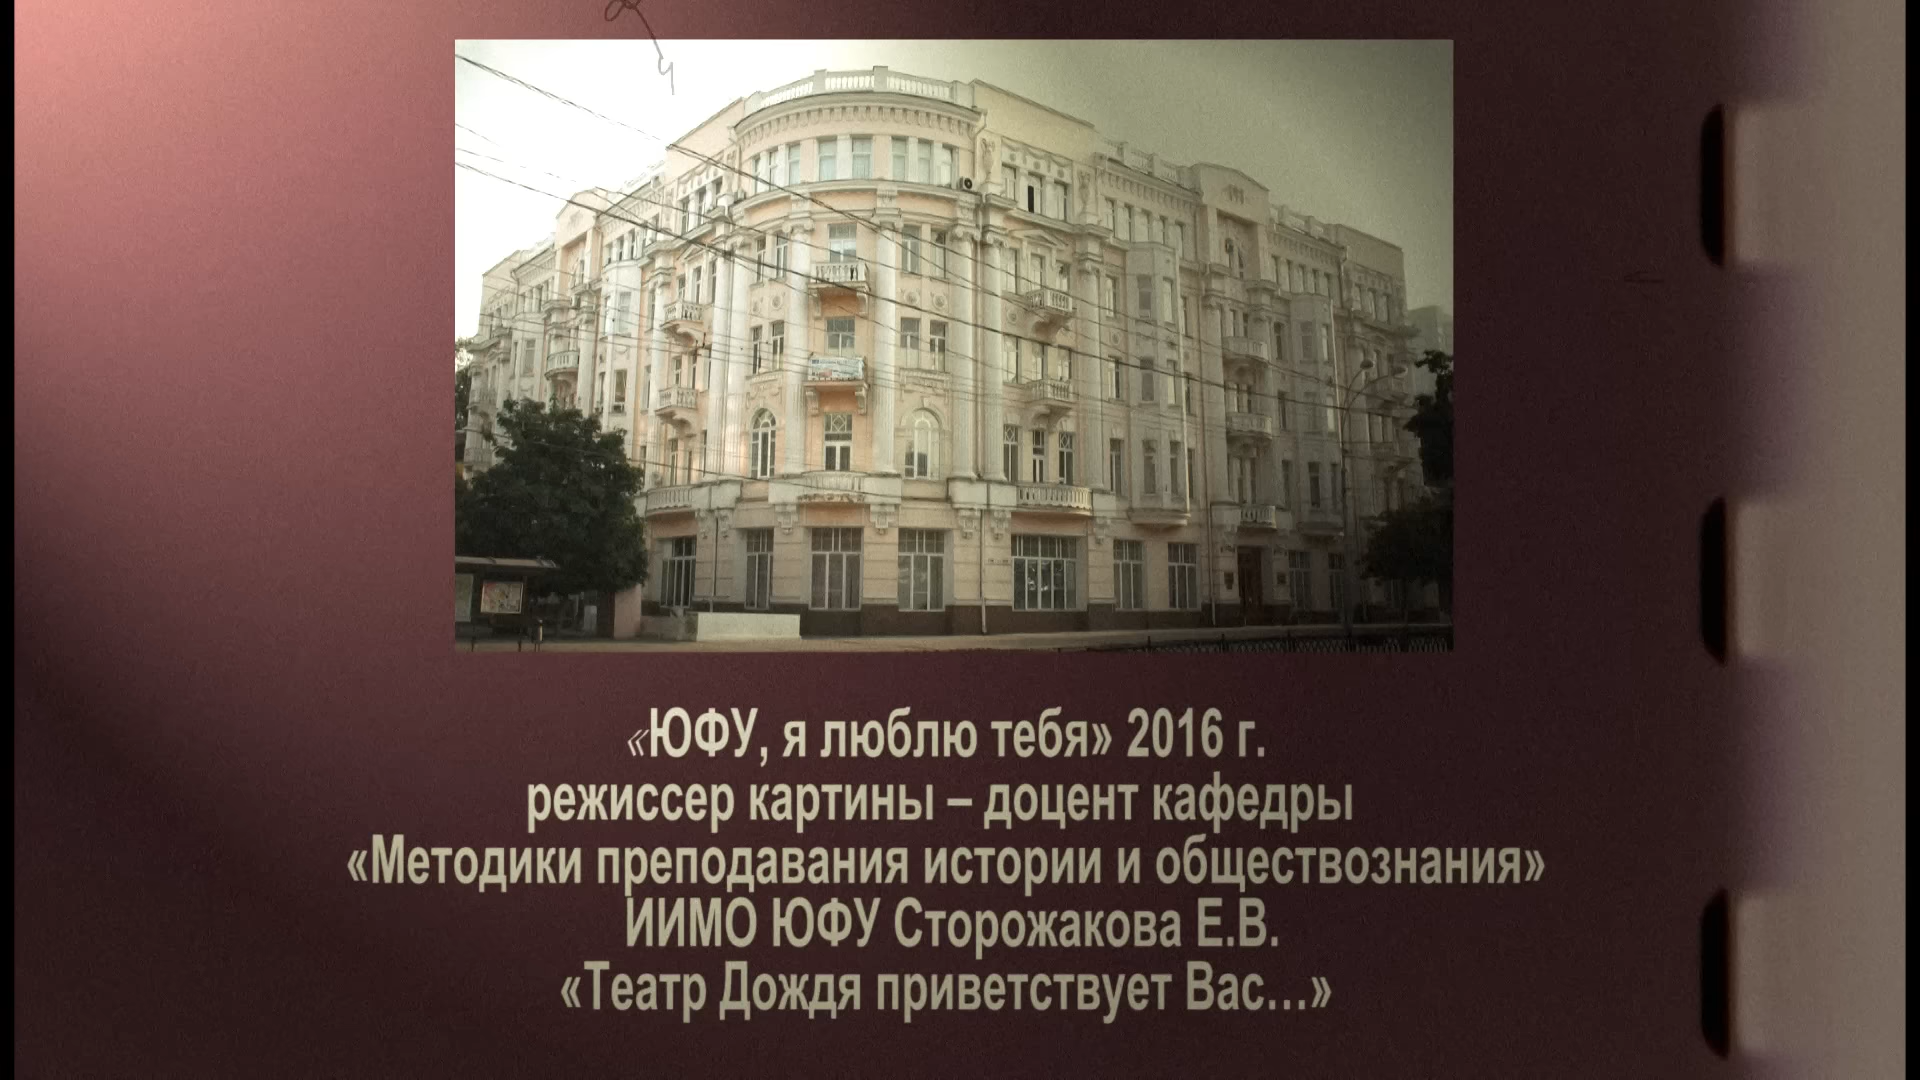 «ЮФУ, я люблю тебя» 2016 г.
режиссер картины – доцент кафедры
«Методики преподавания истории и обществознания»
ИИМО ЮФУ Сторожакова Е.В.
«Театр Дождя приветствует Вас...»